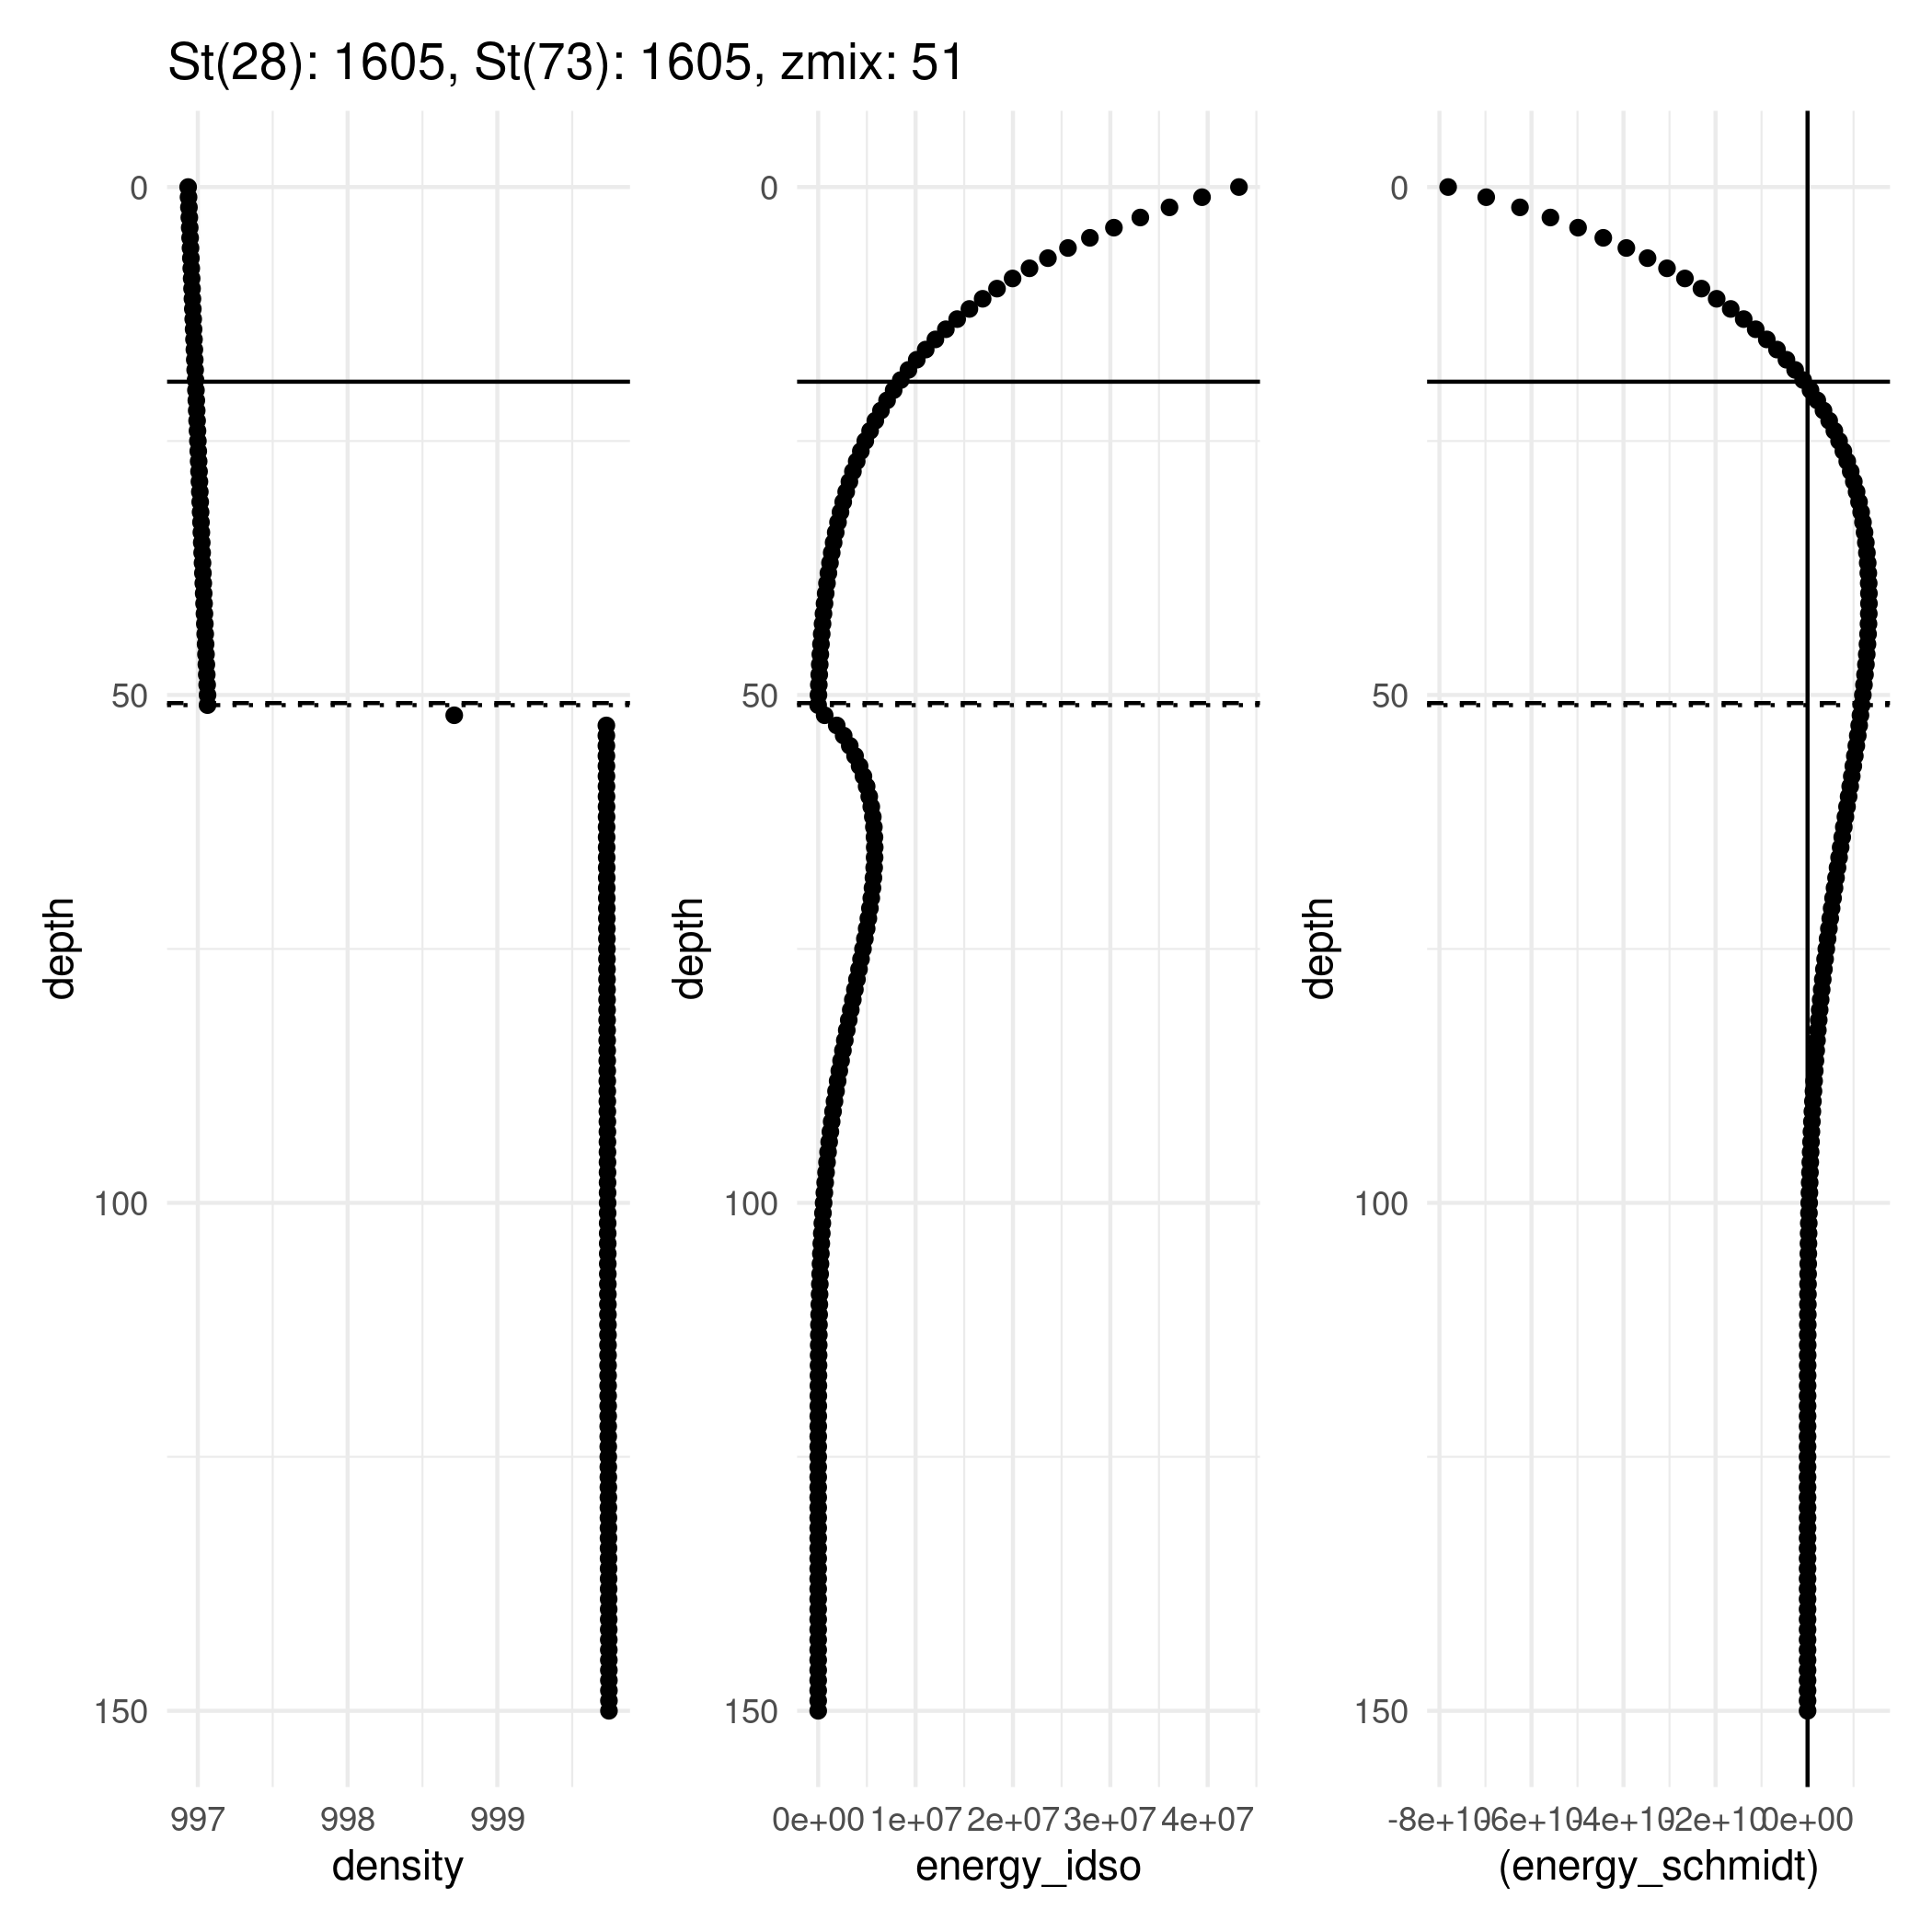 St(28): 1605, St(73): 1605, zmix: 51
0
50
100
150
depth
997
998
999
density
0
50
100
150
depth
0e+00
1e+07
2e+07
3e+07
4e+07
energy_idso
0
50
100
150
depth
-8e+10
-6e+10
-4e+10
-2e+10
0e+00
(energy_schmidt)